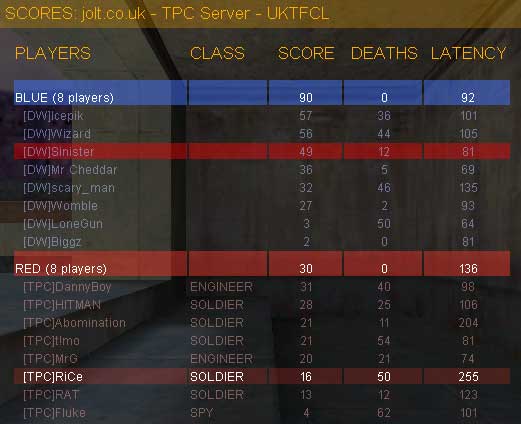 SCORES: jolt.co.uk - TPC Server - UKTFCL
PLAYERS CLASS SCORE DEATHS LATENCY
BLUE (8 players) 90 0 92
[DW]Icepik 57 36 101
[DW]Wizard 56 44 105
[DW]Sinister 49 12 81
[DW]Mr Cheddar 36 5 69
[DW]scary_man 32 46 135
[DW]Womble 27 2 93
[DW]LoneGun 3 50 64
[DW]Biggz 2 0 81
RED (8 players) 30 0 136
[TPC]DannyBoy ENGINEER 31 40 98
[TPC]HITMAN SOLDIER 28 25 106
[TPC]Abomination SOLDIER 21 11 204
[TPC]t!mo SOLDIER 21 54 81
[TPC]MrG ENGINEER 20 21 74
[TPC]RiCe SOLDIER 16 50 255
[TPC]RAT SOLDIER 13 12 123
[TPC]Fluke SPY 4 62 101